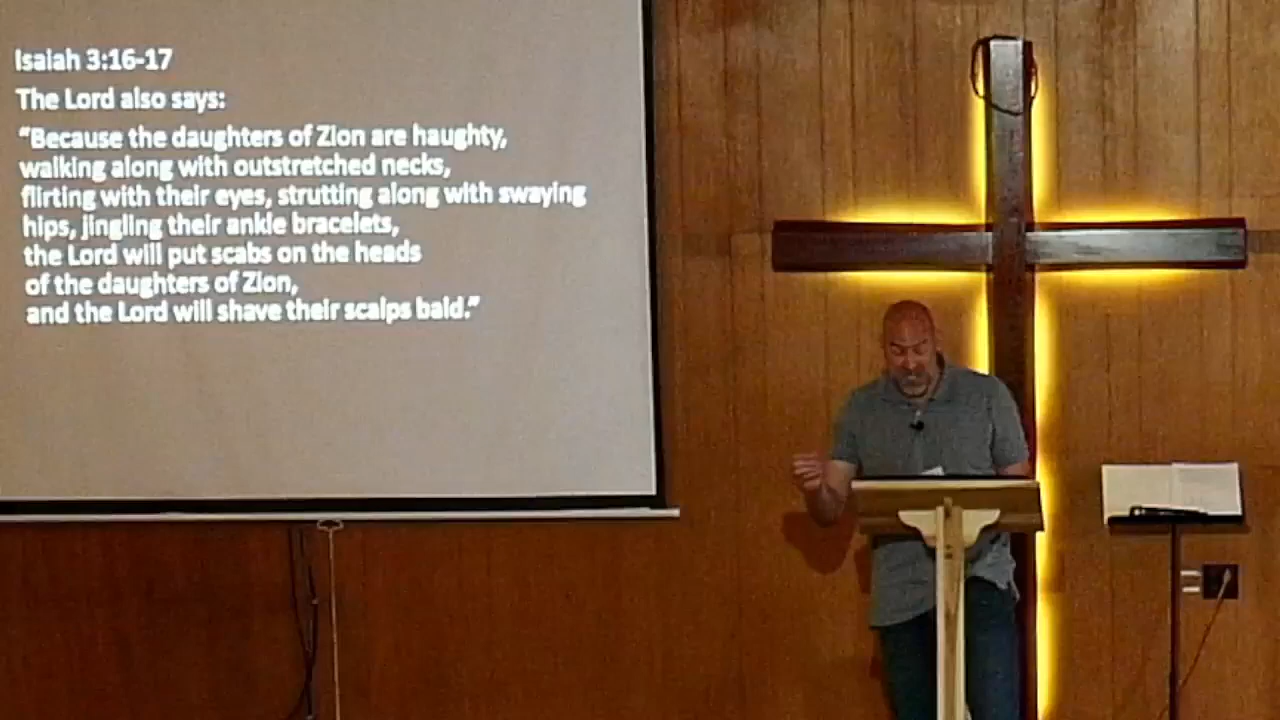 Isaiah 3:16-17
The Lord also says:
“Because the daughters of Zion are haughty,
walking along with outstretched necks,
flirting with their eyes, strutting along with swaying
hips, jingling their ankle bracelets,
the Lord will put scabs on the heads
of the daughters of Zion,
and the Lord will shave their scalps bald.”